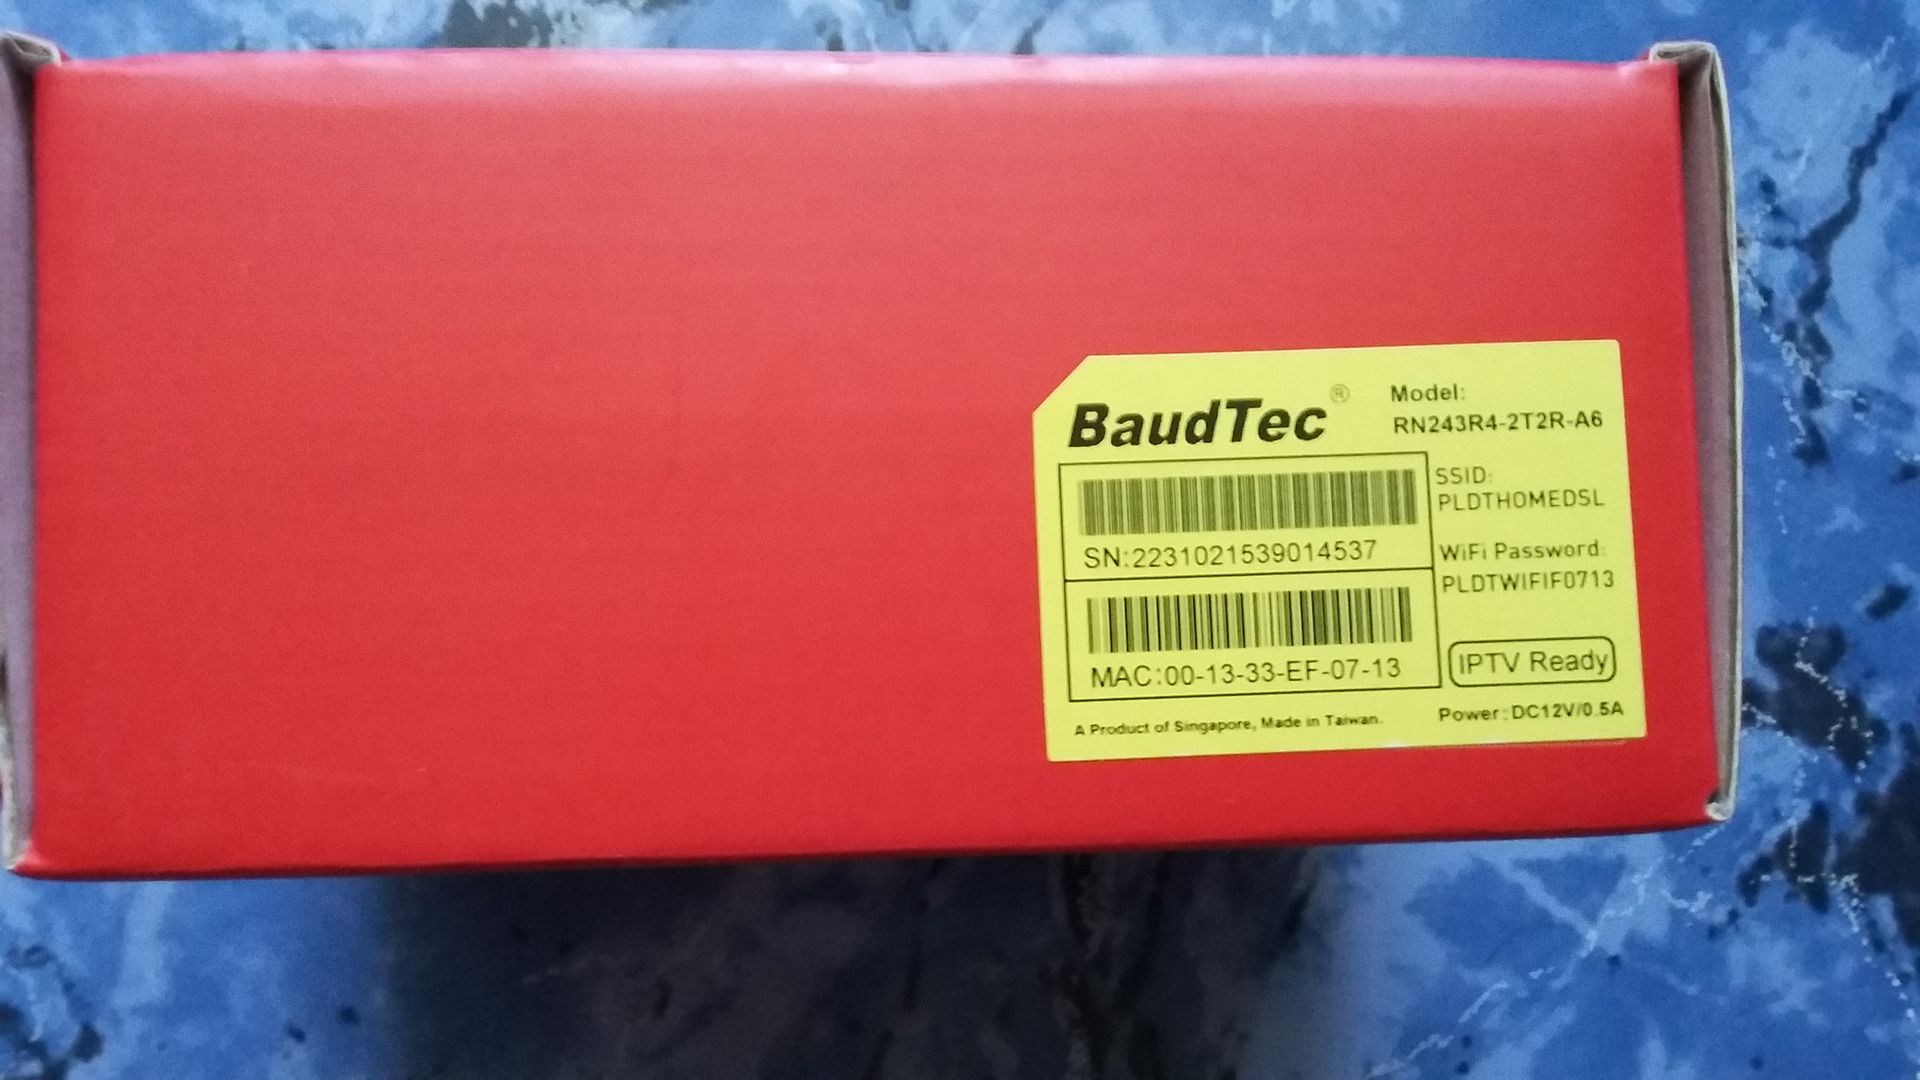 BaudTec®
Model:
RN243R4-2T2R-A6
SN:2231021539014537
MAC:00-13-33-EF-07-13
SSID:
PLDTHOMEDSL
WiFi Password:
PLDTWIFIF0713
IPTV Ready
A Product of Singapore, Made in Taiwan.
Power:DC12V/0.5A